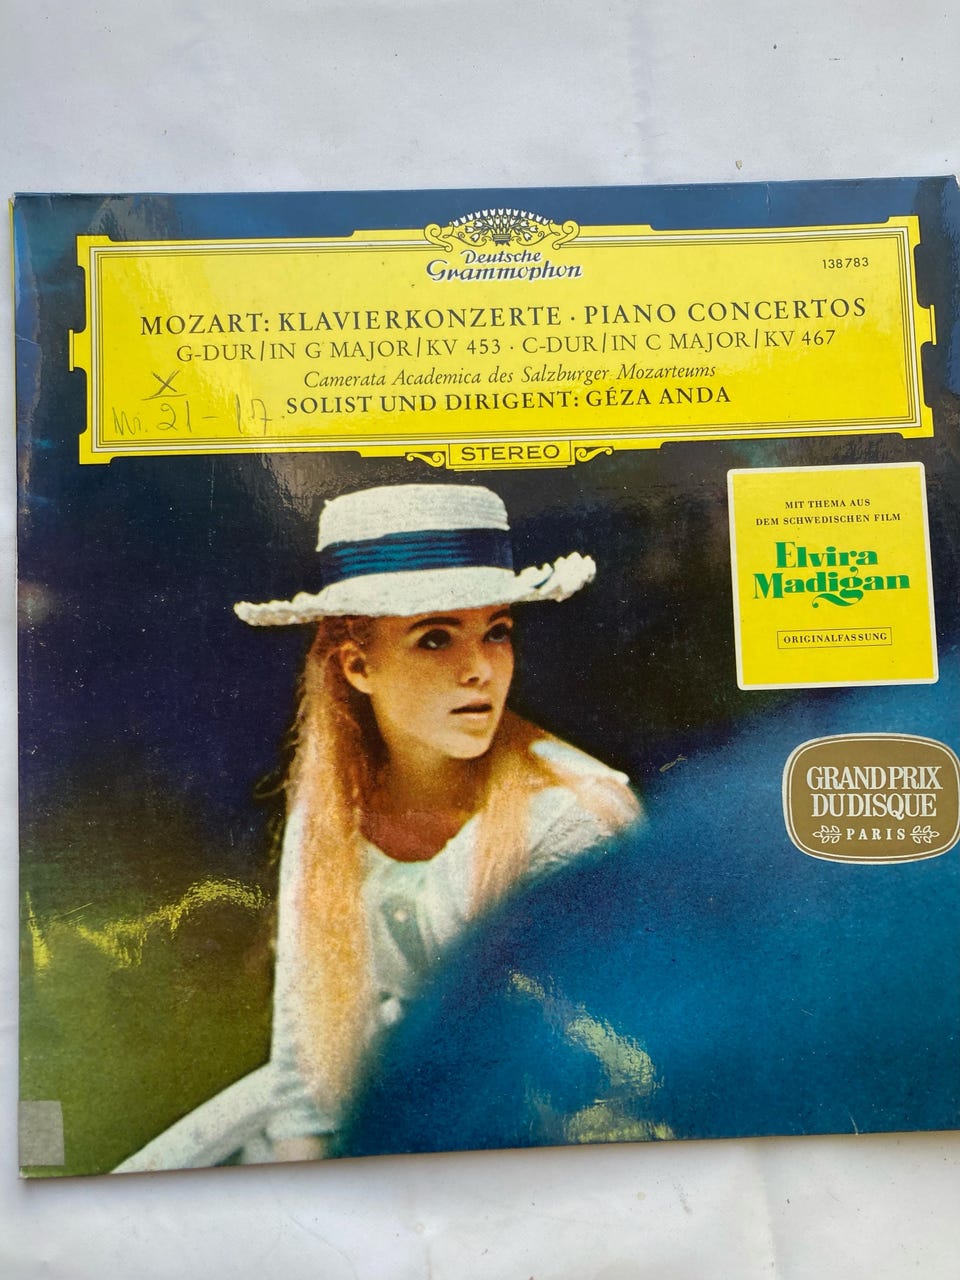 Deutsche
Grammophon
138 783
MOZART: KLAVIERKONZERTE · PIANO CONCERTOS
G-DUR/IN G MAJOR/KV 453 · C-DUR/IN C MAJOR/KV 467
Camerata Academica des Salzburger Mozarteums
SOLIST UND DIRIGENT: GÉZA ANDA
X
Nr. 21 - 17.
STEREO
MIT THEMA AUS
DEM SCHWEDISCHEN FILM
Elvira
Madigan
ORIGINALFASSUNG
GRAND PRIX
DU DISQUE
PARIS